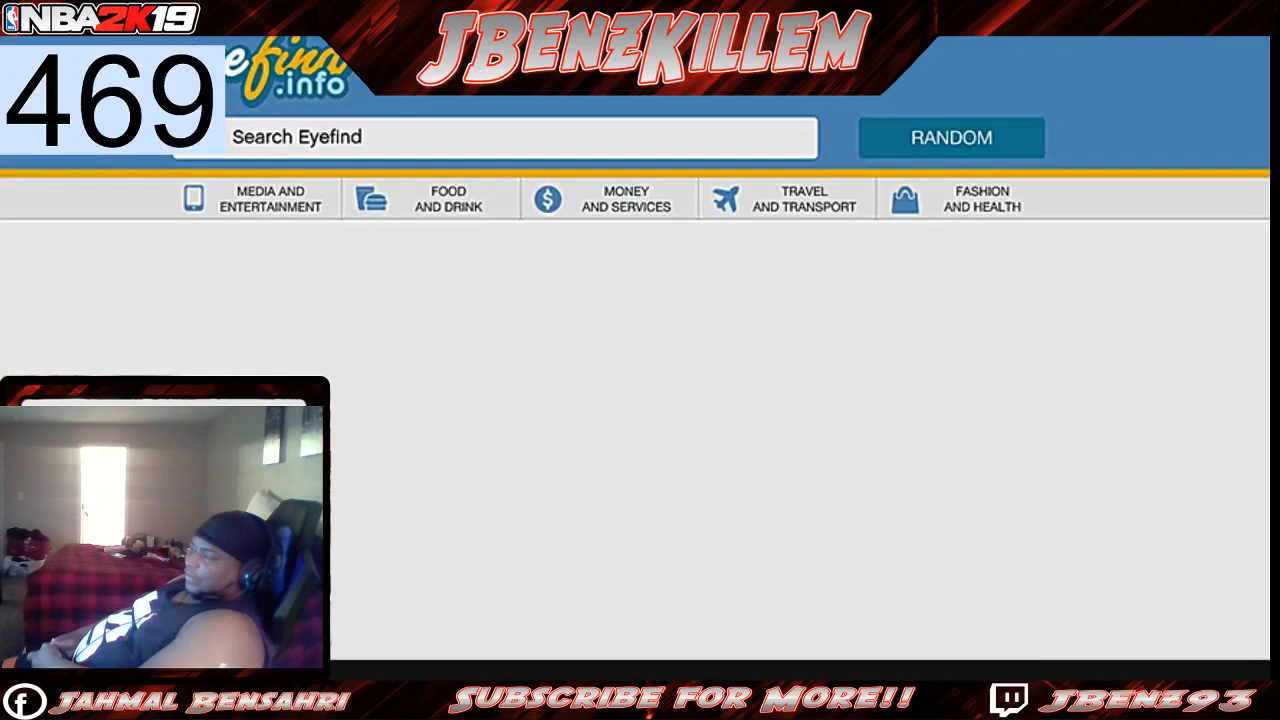 NBA2K19
JBENZKILLEM
469
efind
.info
Search Eyefind
RANDOM
MEDIA AND
ENTERTAINMENT
FOOD
AND DRINK
MONEY
AND SERVICES
TRAVEL
AND TRANSPORT
FASHION
AND HEALTH
JAHMAL BENSAHRI
SUBSCRIBE FOR MORE!!
JBENZ93